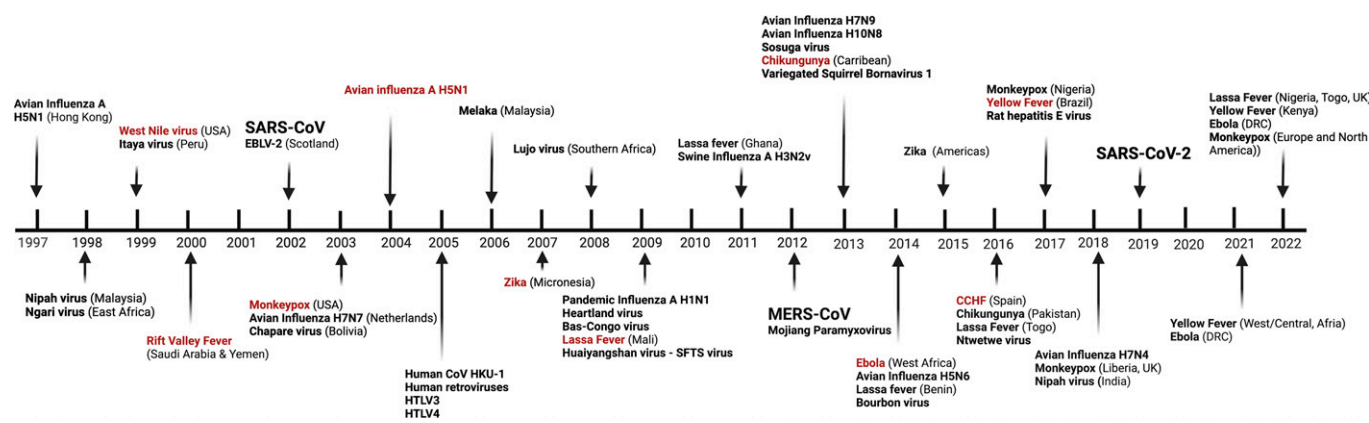 Avian Influenza A
H5N1 (Hong Kong)
West Nile virus (USA)
Itaya virus (Peru)
SARS-CoV
EBLV-2 (Scotland)
Avian influenza A H5N1
Melaka (Malaysia)
Lujo virus (Southern Africa)
Lassa fever (Ghana)
Swine Influenza A H3N2v
Avian Influenza H7N9
Avian Influenza H10N8
Sosuga virus
Chikungunya (Carribean)
Variegated Squirrel Bornavirus 1
Zika (Americas)
Monkeypox (Nigeria)
Yellow Fever (Brazil)
Rat hepatitis E virus
SARS-CoV-2
Lassa Fever (Nigeria, Togo, UK)
Yellow Fever (Kenya)
Ebola (DRC)
Monkeypox (Europe and North
America))
1997 1998 1999 2000 2001 2002 2003 2004 2005 2006 2007 2008 2009 2010 2011 2012 2013 2014 2015 2016 2017 2018 2019 2020 2021 2022
Nipah virus (Malaysia)
Ngari virus (East Africa)
Rift Valley Fever
(Saudi Arabia & Yemen)
Monkeypox (USA)
Avian Influenza H7N7 (Netherlands)
Chapare virus (Bolivia)
Human CoV HKU-1
Human retroviruses
HTLV3
HTLV4
Zika (Micronesia)
Pandemic Influenza A H1N1
Heartland virus
Bas-Congo virus
Lassa Fever (Mali)
Huaiyangshan virus - SFTS virus
MERS-CoV
Mojiang Paramyxovirus
Ebola (West Africa)
Avian Influenza H5N6
Lassa fever (Benin)
Bourbon virus
CCHF (Spain)
Chikungunya (Pakistan)
Lassa Fever (Togo)
Ntwetwe virus
Avian Influenza H7N4
Monkeypox (Liberia, UK)
Nipah virus (India)
Yellow Fever (West/Central, Afria)
Ebola (DRC)